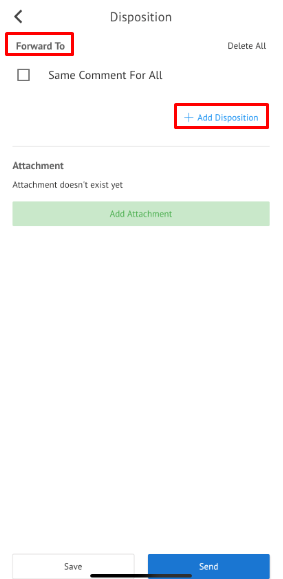 Disposition
Forward To
Delete All
Same Comment For All
+ Add Disposition
Attachment
Attachment doesn't exist yet
Add Attachment
Save
Send